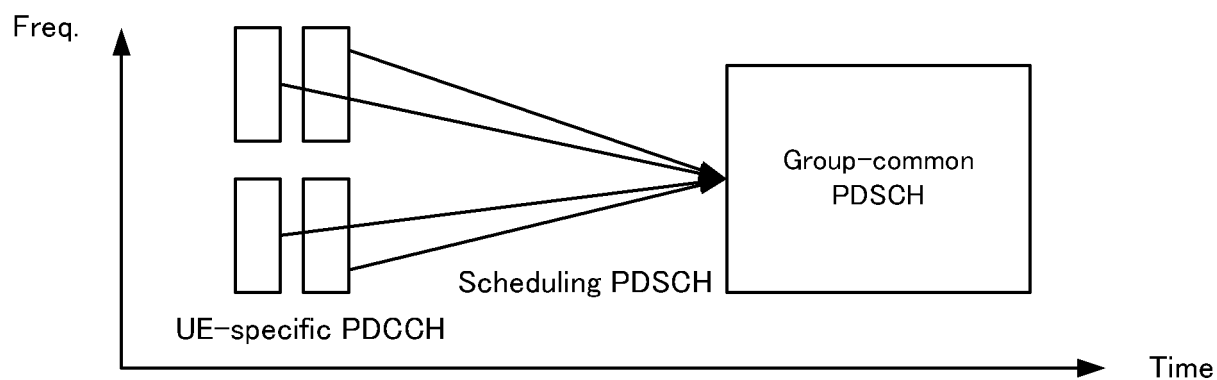 Freq.
Group-common
PDSCH
Scheduling PDSCH
UE-specific PDCCH
Time